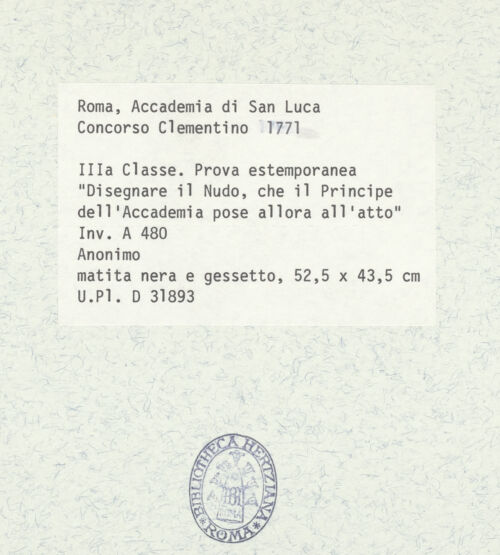 Roma, Accademia di San Luca
Concorso Clementino 1771
IIIa Classe. Prova estemporanea
"Disegnare il Nudo, che il Principe
dell'Accademia pose allora all'atto"
Inv. A 480
Anonimo
matita nera e gessetto, 52,5 x 43,5 cm
U.Pl. D 31893
BIBLIOTHECA HERTZIANA
ROMA